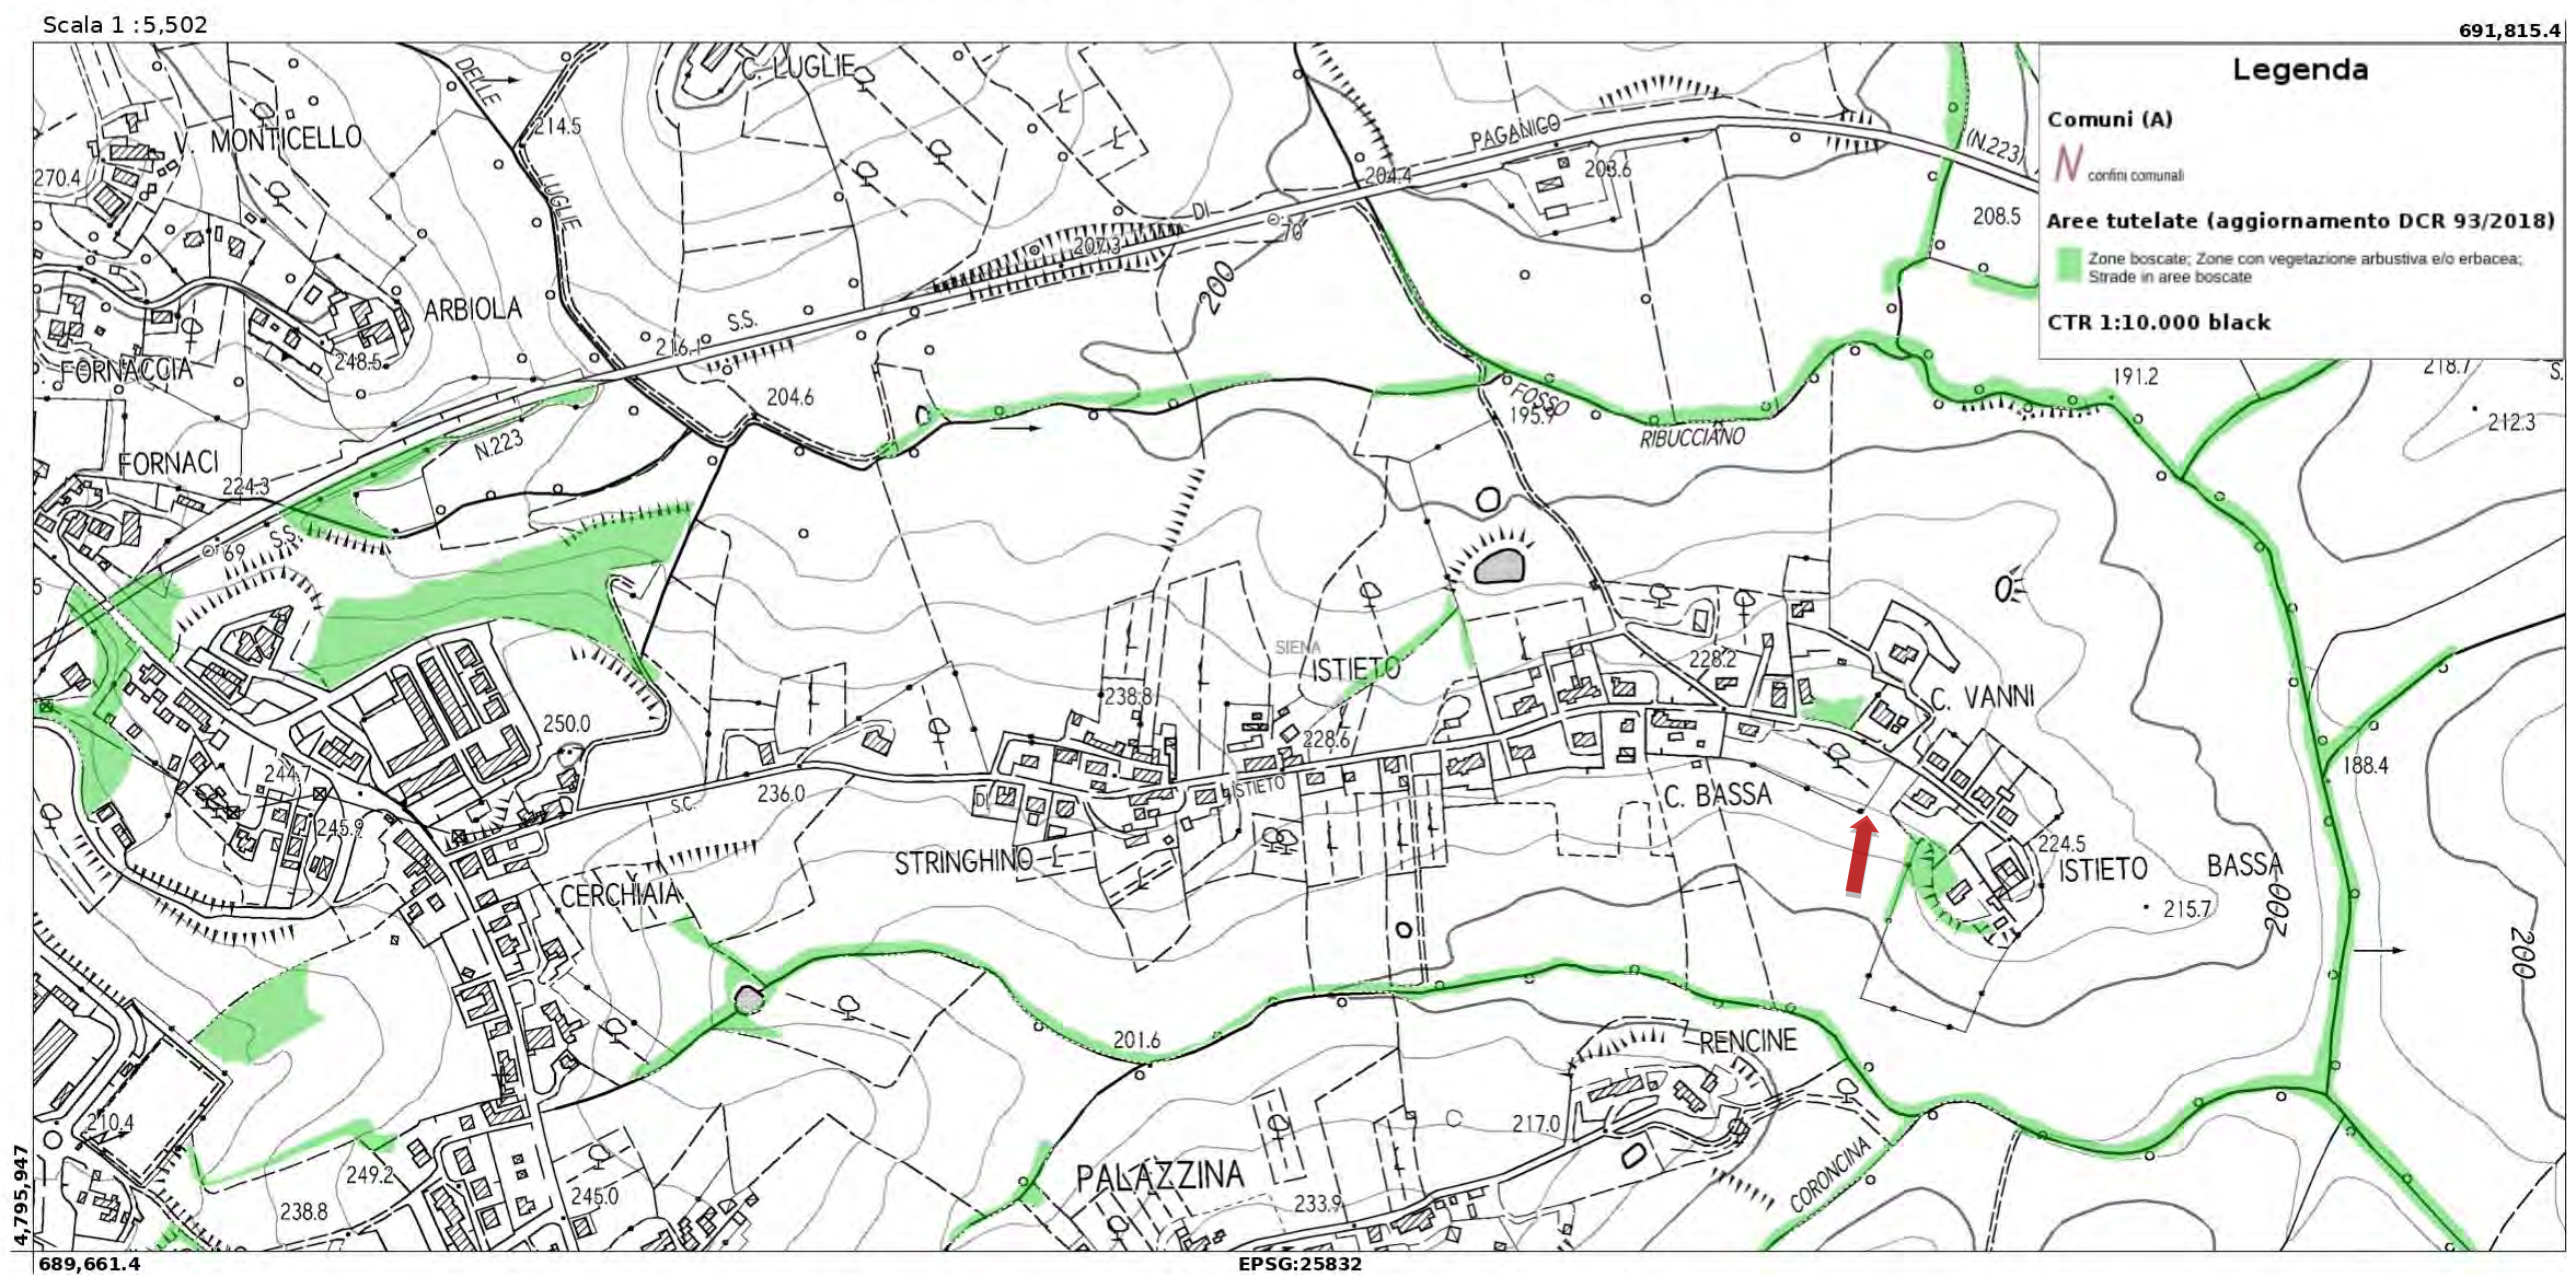 Scala 1 :5,502
691,815.4
Legenda
Comuni (A)
confini comunali
Aree tutelate (aggiornamento DCR 93/2018)
Zone boscate; Zone con vegetazione arbustiva e/o erbacea;
Strade in aree boscate
CTR 1:10.000 black
DELE
C. LUGLIE
214.5
V. MONTICELLO
PAGANICO
(N.223)
270.4
LUGLIE
204.4
203.6
DI
208.5
70
207.3
200
ARBIOLA
S.S.
216.1
248.5
FORNACCIA
204.6
FOSSO
195.9
191.2
218.7
S.
212.3
RIBUCCIANO
N.223
FORNACI
224.3
S.S.
69
SIENA
ISTIETO
228.2
238.8
C. VANNI
250.0
228.6
244.7
188.4
236.0
S.C.
DI
ISTIETO
C. BASSA
245.9
STRINGHINO
224.5
ISTIETO BASSA
CERCHIAIA
215.7
200
200
201.6
RENCINE
210.4
217.0
249.2
PALAZZINA
CORONCINA
238.8
245.0
233.9
4,795,947
689,661.4
EPSG:25832